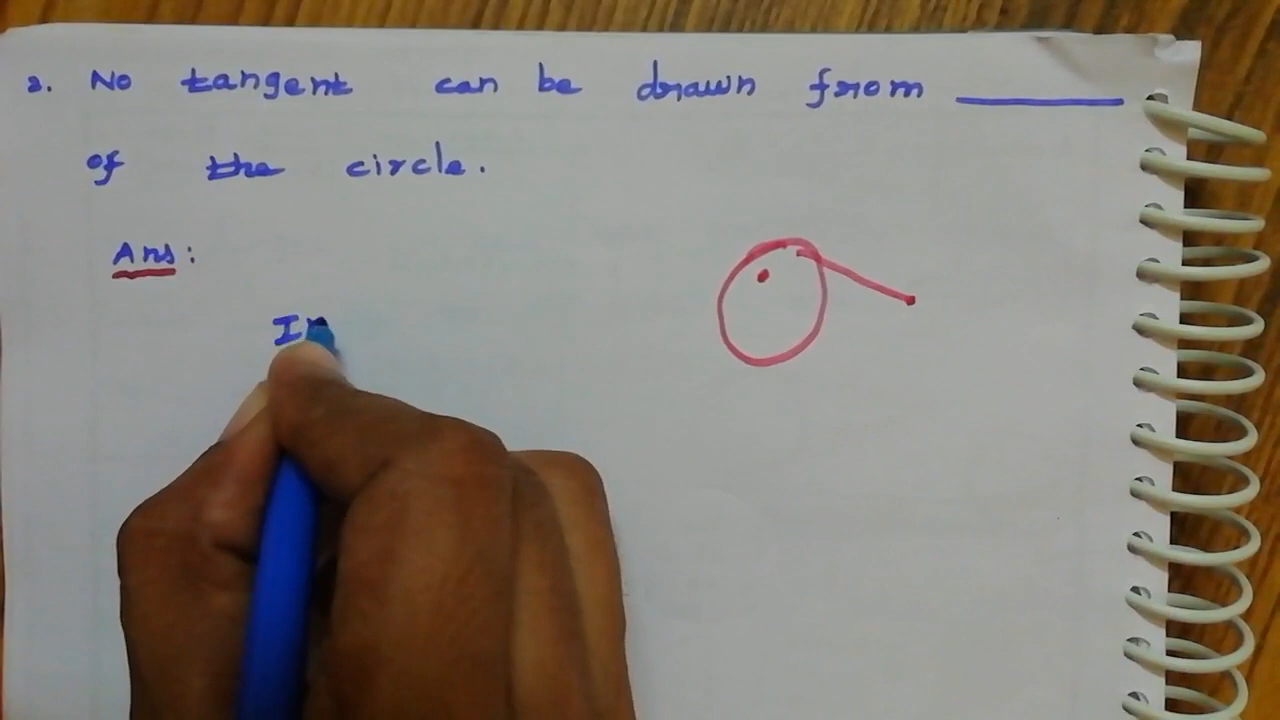 2. No tangent can be drawn from ______
of the circle.
Ans:
I